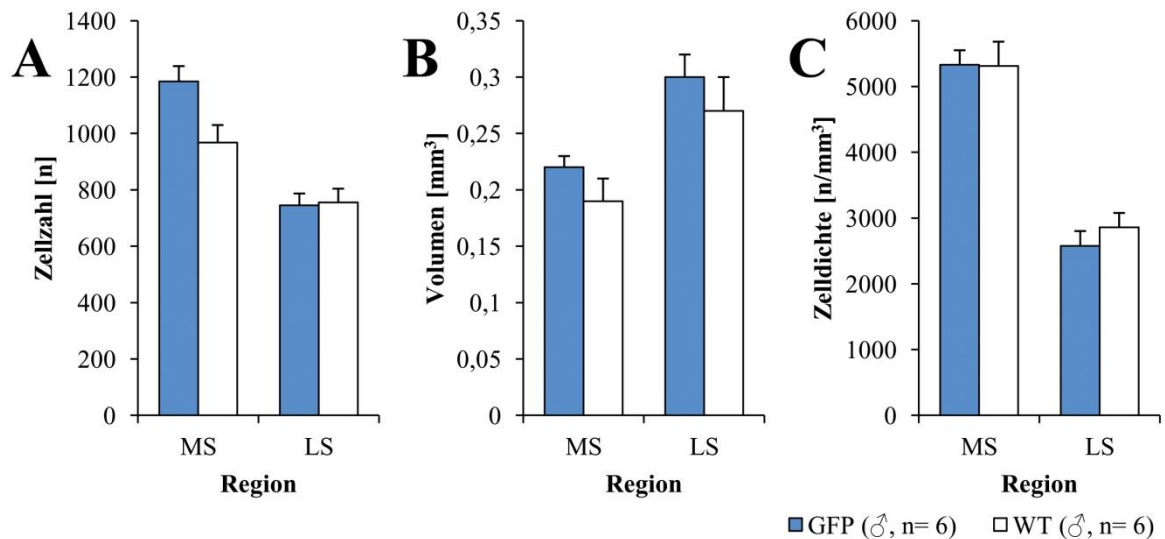 A
Zellzahl [n]
1400
1200
1000
800
600
400
200
0
MS
LS
Region
B
Volumen [mm³]
0,35
0,3
0,25
0,2
0,15
0,1
0,05
0
MS
LS
Region
C
Zelldichte [n/mm³]
6000
5000
4000
3000
2000
1000
0
MS
LS
Region
GFP (♂, n= 6)
WT (♂, n= 6)